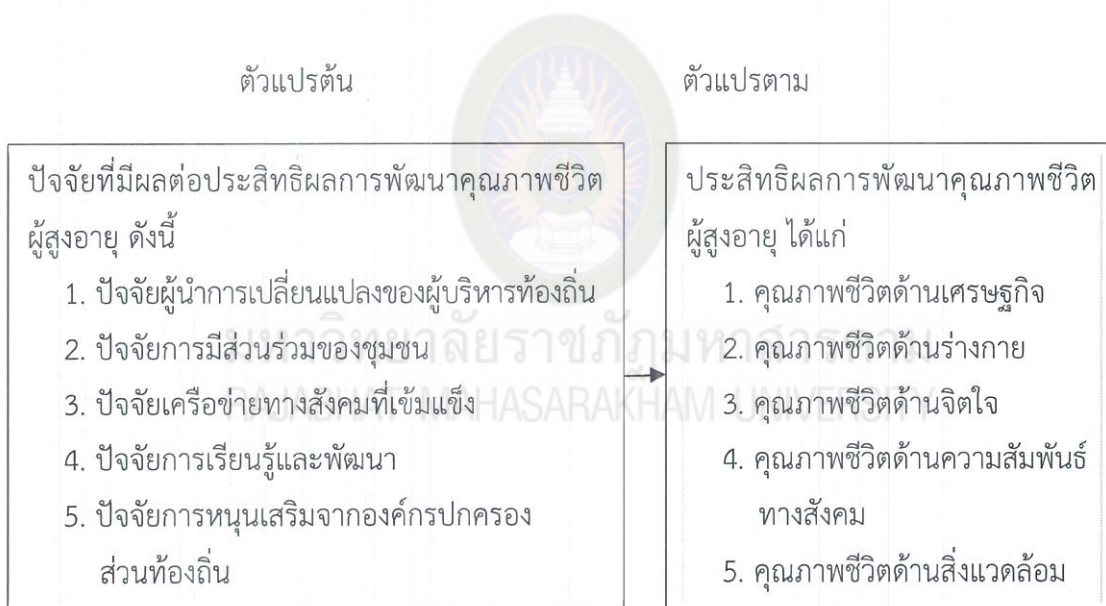 ตัวแปรต้น
ตัวแปรตาม
ปัจจัยที่มีผลต่อประสิทธิผลการพัฒนาคุณภาพชีวิต
ผู้สูงอายุ ดังนี้
1. ปัจจัยผู้นำการเปลี่ยนแปลงของผู้บริหารท้องถิ่น
2. ปัจจัยการมีส่วนร่วมของชุมชน
3. ปัจจัยเครือข่ายทางสังคมที่เข้มแข็ง
4. ปัจจัยการเรียนรู้และพัฒนา
5. ปัจจัยการหนุนเสริมจากองค์กรปกครอง
ส่วนท้องถิ่น
ประสิทธิผลการพัฒนาคุณภาพชีวิต
ผู้สูงอายุ ได้แก่
1. คุณภาพชีวิตด้านเศรษฐกิจ
2. คุณภาพชีวิตด้านร่างกาย
3. คุณภาพชีวิตด้านจิตใจ
4. คุณภาพชีวิตด้านความสัมพันธ์
ทางสังคม
5. คุณภาพชีวิตด้านสิ่งแวดล้อม
มหาวิทยาลัยราชภัฏมหาสารคาม
RAJABHAT MAHASARAKHAM UNIVERSITY